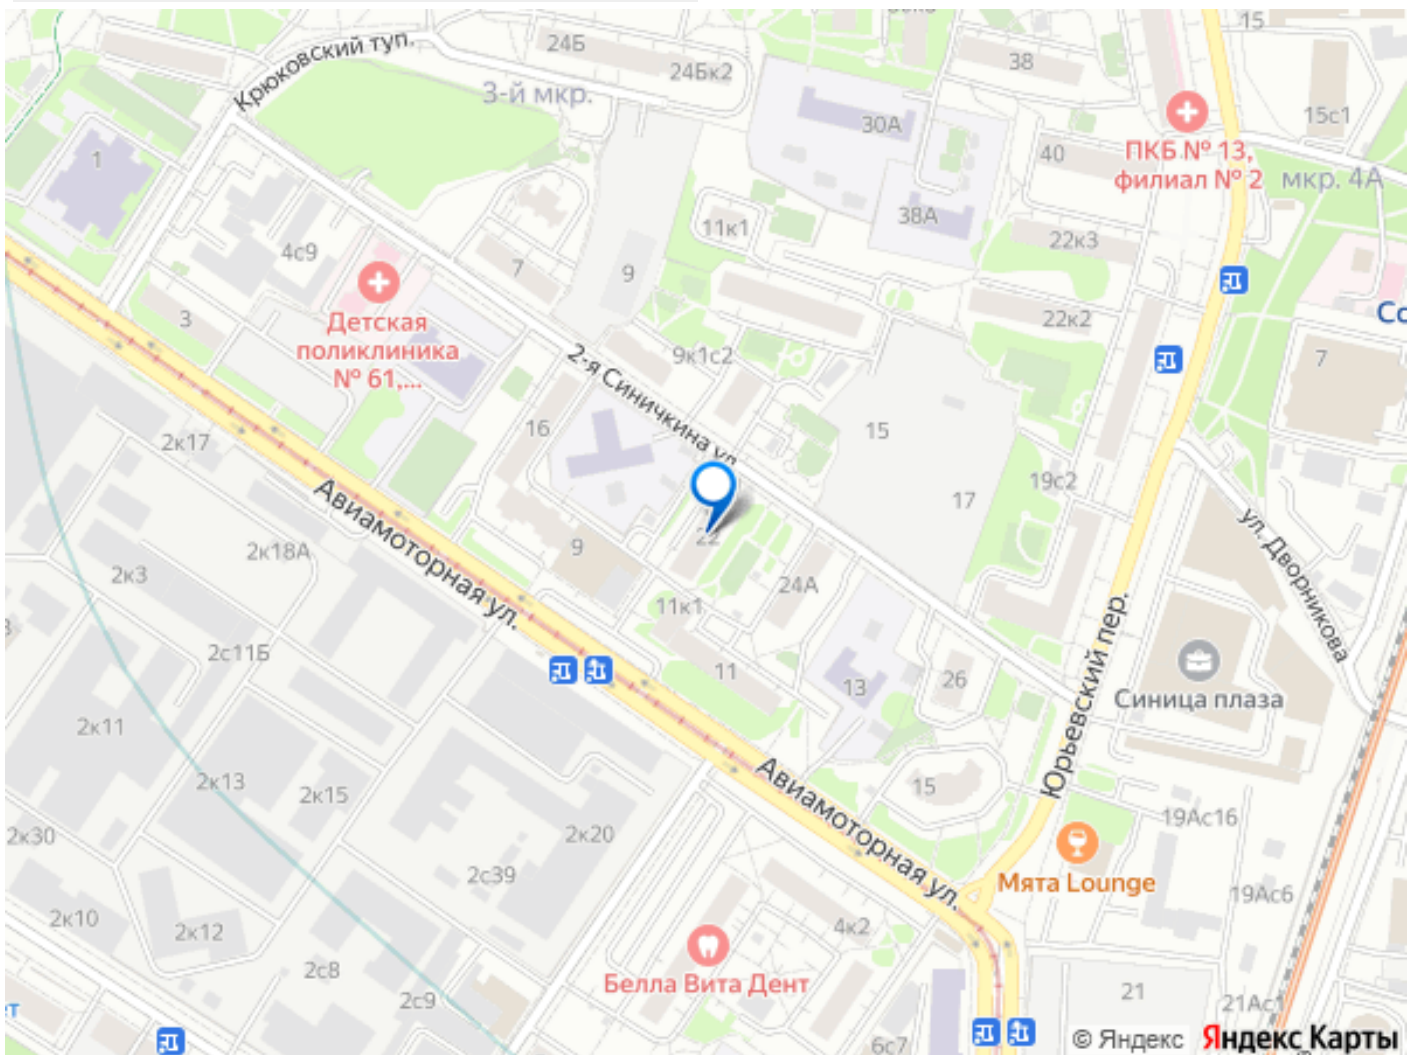 15
24Б
38
Крюковский туп.
24Бк2
3-й мкр.
15с1
30А
40
ПКБ № 13,
филиал № 2
мкр. 4А
1
38А
11к1
22к3
4с9
7
9
Со
3
22к2
Детская
поликлиника
№ 61,...
9к1с2
7
2-я Синичкина ул.
16
15
2к17
19с2
17
Авиамоторная ул.
22
ул. Дворникова
2к18А
9
2к3
24А
11к1
2с11Б
11
13
26
Синица плаза
Юрьевский пер.
2к11
2к13
2к15
Авиамоторная ул.
15
19Ас16
2к30
2к20
2с39
Мята Lounge
19Ас6
2к10
2к12
4к2
2с8
Белла Вита Дент
2с9
21
21Ас1
6с7
© Яндекс
Яндекс Карты